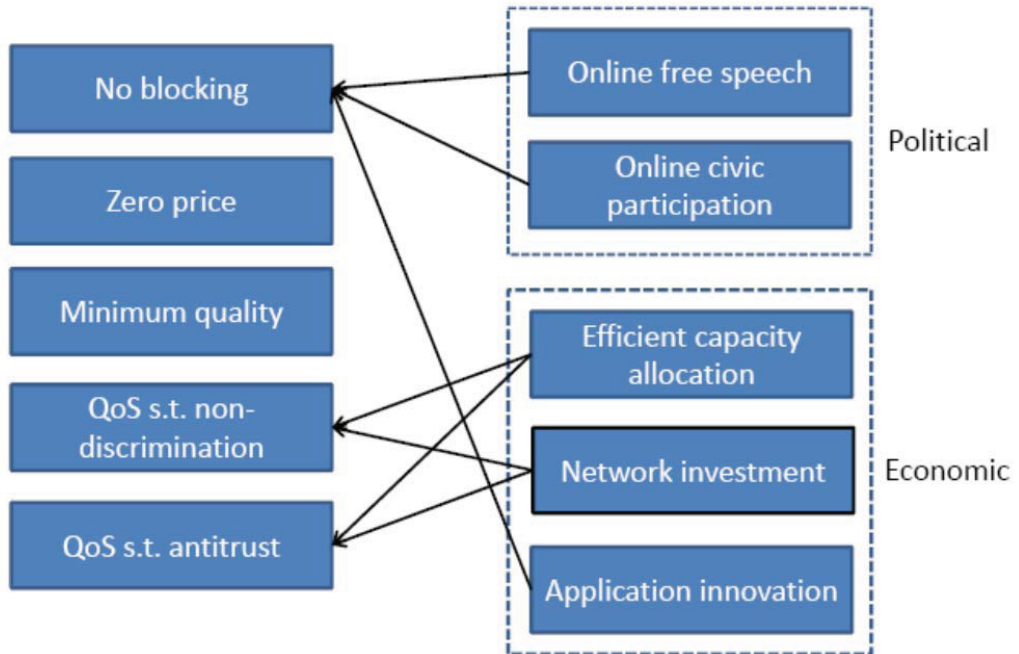 No blocking
Zero price
Minimum quality
QoS s.t. non-
discrimination
QoS s.t. antitrust
Online free speech
Online civic
participation
Political
Efficient capacity
allocation
Network investment
Application innovation
Economic